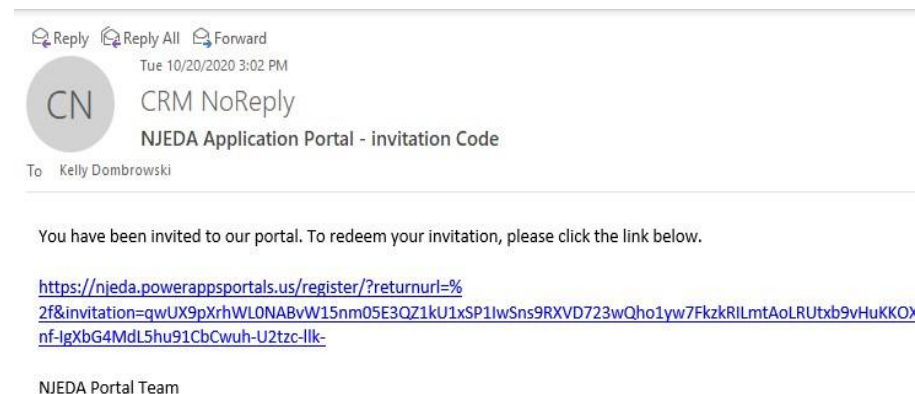 Reply Reply All Forward
Tue 10/20/2020 3:02 PM
CN
CRM NoReply
NJEDA Application Portal - invitation Code
To Kelly Dombrowski
You have been invited to our portal. To redeem your invitation, please click the link below.
https://njeda.powerappsportals.us/register/?returnurl=%
2f&invitation=qwUX9pXrhWL0NABvW15nm05E3QZ1kU1xSP1IwSns9RXVD723wQho1yw7FkzkRILmtAoLRUtxb9vHuKKOX
nf-IgXbG4MdL5hu91CbCwuh-U2tzc-llk-
NJEDA Portal Team